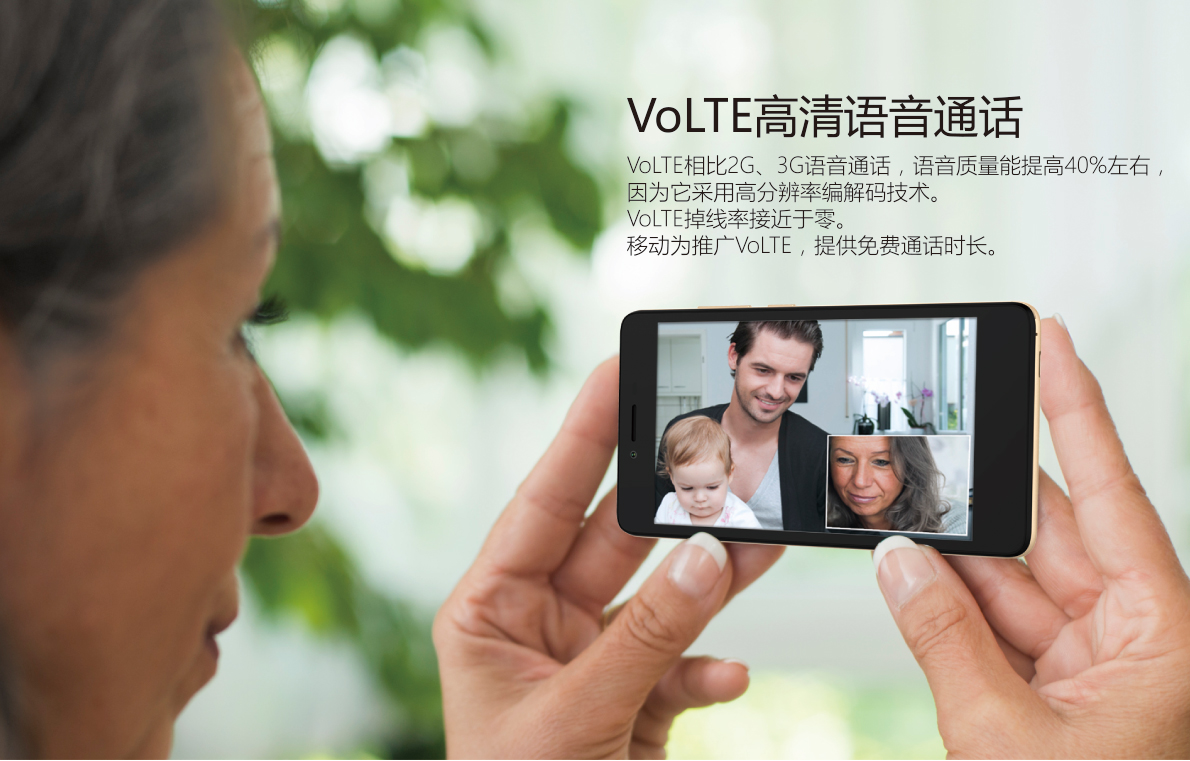 VoLTE高清语音通话
VoLTE相比2G、3G语音通话，语音质量能提高40%左右，
因为它采用高分辨率编解码技术。
VoLTE掉线率接近于零。
移动为推广VoLTE，提供免费通话时长。